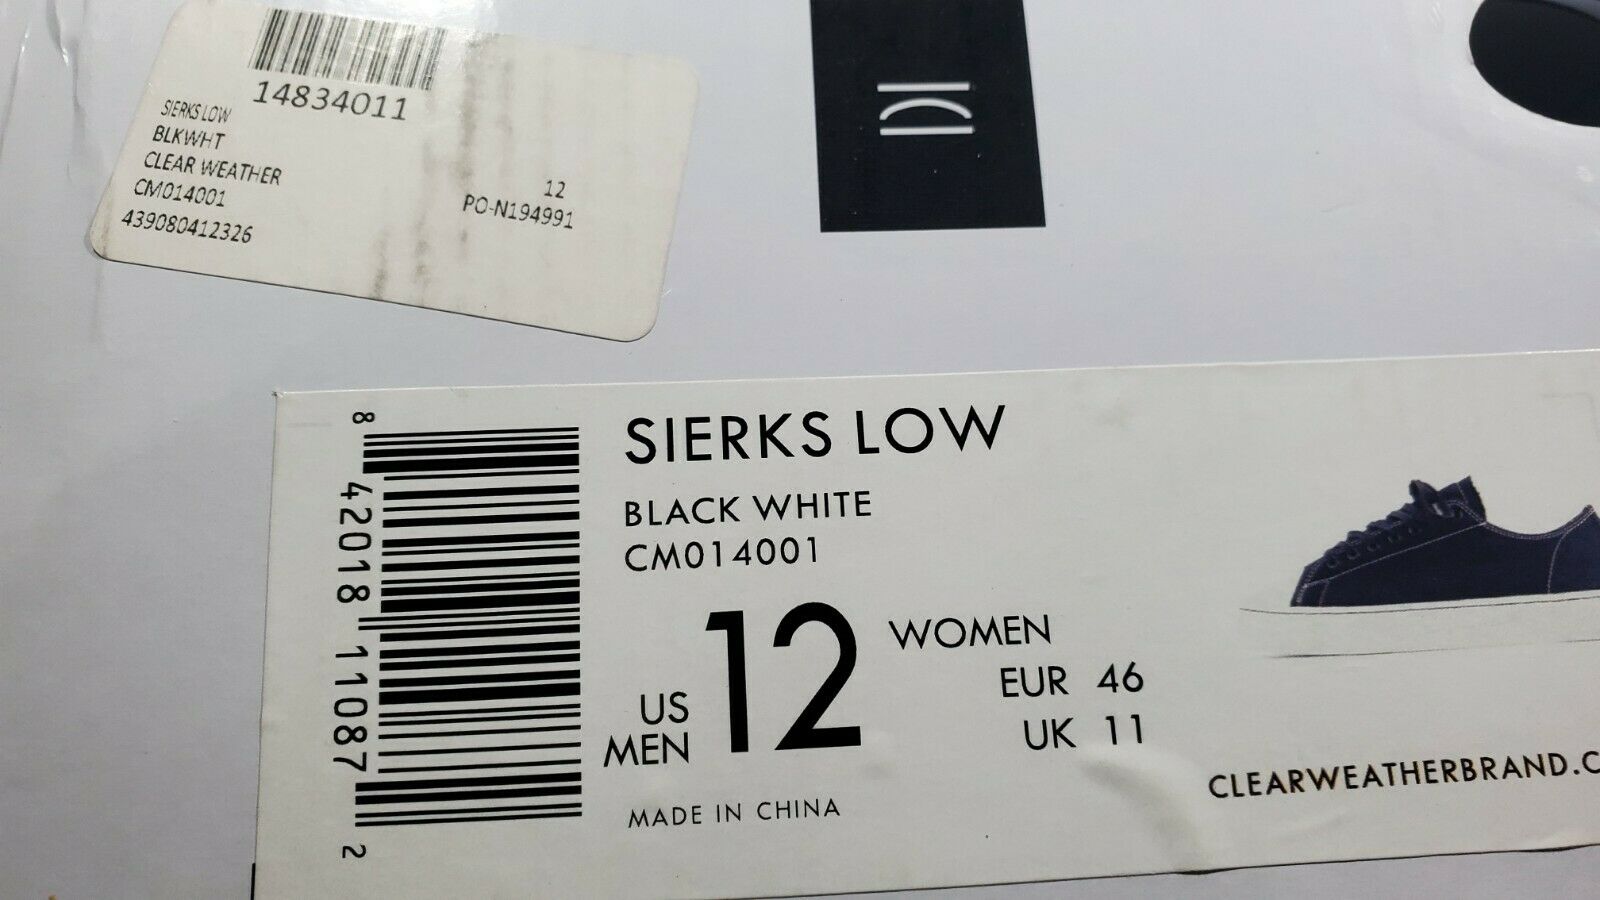 14834011
SIERKS LOW
BLKWHT
CLEAR WEATHER
CM014001
12
439080412326
PO-N194991
SIERKS LOW
BLACK WHITE
CM014001
US MEN 12 WOMEN
EUR 46
UK 11
MADE IN CHINA
CLEARWEATHERBRAND.C
8 42018 11087 2